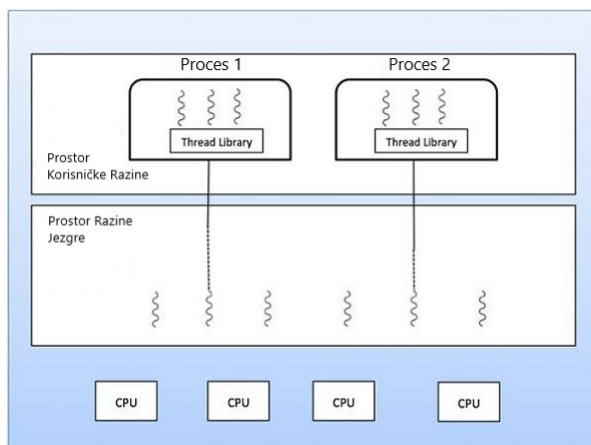 Proces 1
Proces 2
Thread Library
Thread Library
Prostor
Korisničke Razine
Prostor Razine
Jezgre
CPU
CPU
CPU
CPU